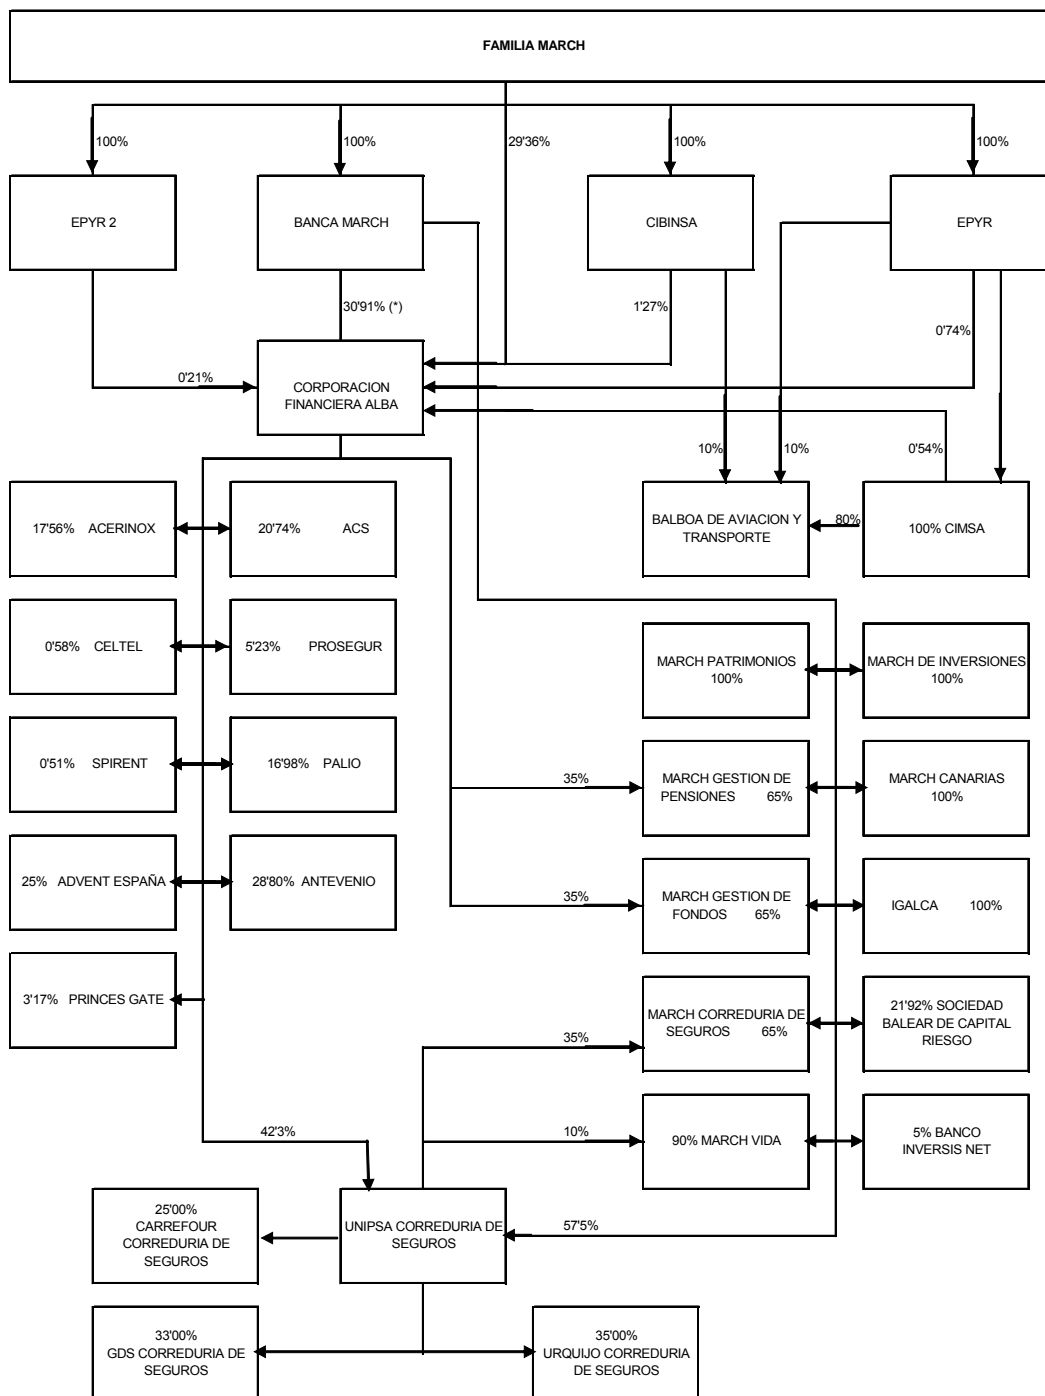 FAMILIA MARCH
100%
100%
29'36%
100%
100%
EPYR 2
BANCA MARCH
CIBINSA
EPYR
30'91% (*)
1'27%
0'74%
0'21%
CORPORACION
FINANCIERA ALBA
10%
10%
0'54%
17'56% ACERINOX
20'74% ACS
BALBOA DE AVIACION Y
TRANSPORTE
80%
100% CIMSA
0'58% CELTEL
5'23% PROSEGUR
MARCH PATRIMONIOS
100%
MARCH DE INVERSIONES
100%
0'51% SPIRENT
16'98% PALIO
35%
MARCH GESTION DE
PENSIONES 65%
MARCH CANARIAS
100%
25% ADVENT ESPAÑA
28'80% ANTEVENIO
35%
MARCH GESTION DE
FONDOS 65%
IGALCA 100%
3'17% PRINCES GATE
35%
MARCH CORREDURIA DE
SEGUROS 65%
21'92% SOCIEDAD
BALEAR DE CAPITAL
RIESGO
42'3%
10%
90% MARCH VIDA
5% BANCO
INVERSIS NET
25'00%
CARREFOUR
CORREDURIA DE
SEGUROS
UNIPSA CORREDURIA DE
SEGUROS
57'5%
33'00%
GDS CORREDURIA DE
SEGUROS
35'00%
URQUIJO CORREDURIA
DE SEGUROS